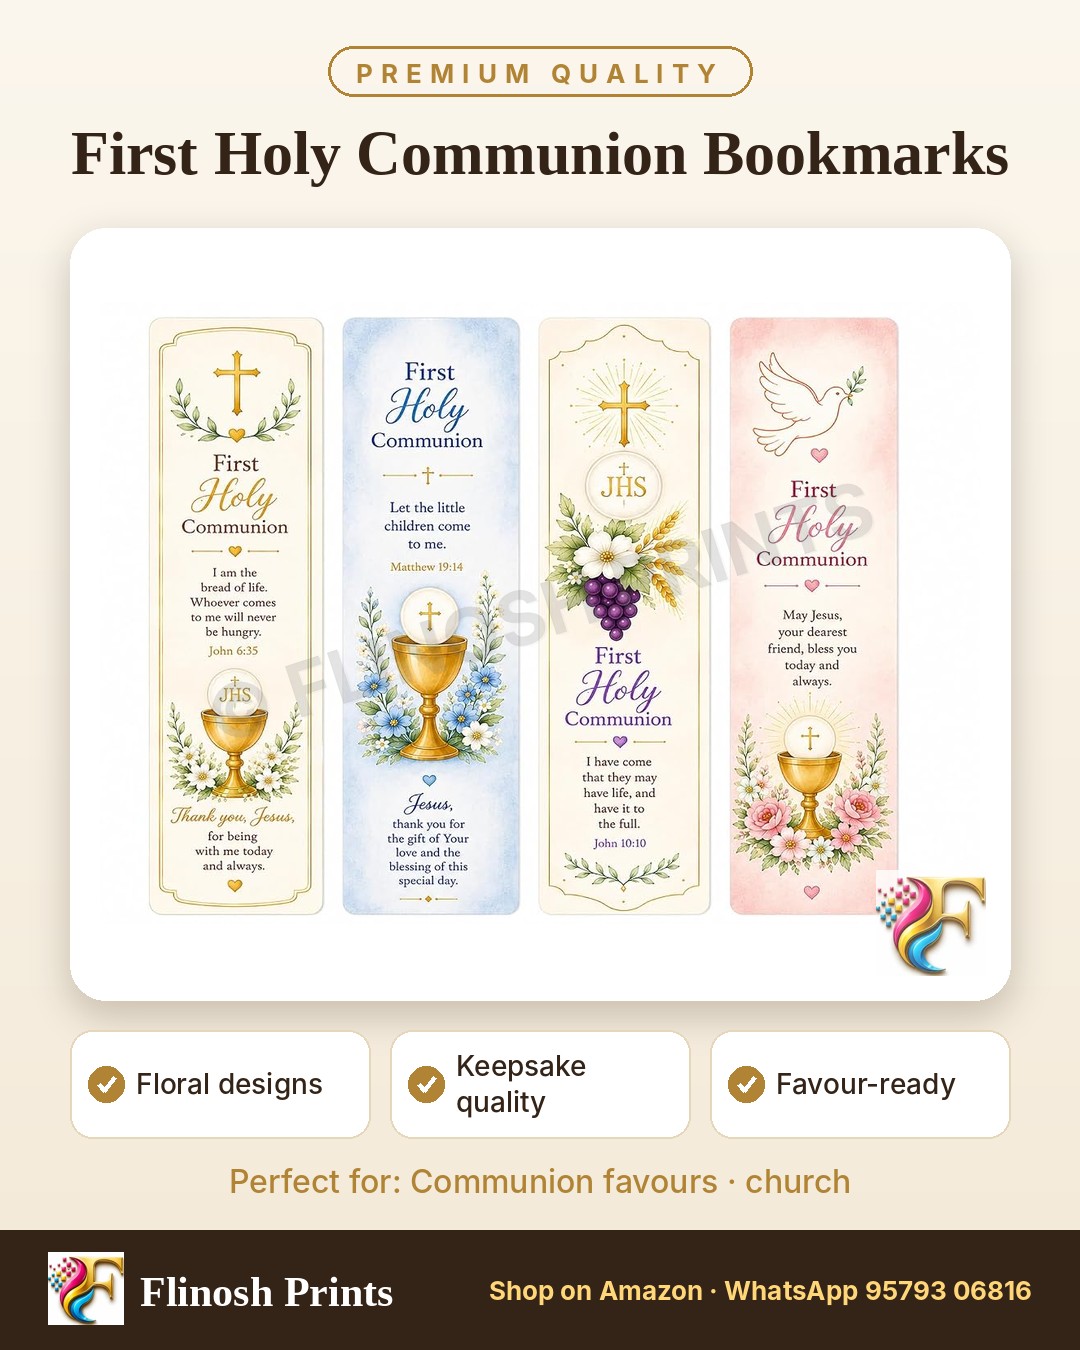 PREMIUM QUALITY
First Holy Communion Bookmarks
First
Holy
Communion
I am the
bread of life.
Whoever comes
to me will never
be hungry.
John 6:35
JHS
Thank you, Jesus,
for being
with me today
and always.
First
Holy
Communion
Let the little
children come
to me.
Matthew 19:14
Jesus,
thank you for
the gift of Your
love and the
blessing of this
special day.
JHS
First
Holy
Communion
I have come
that they may
have life, and
have it to
the full.
John 10:10
First
Holy
Communion
May Jesus,
your dearest
friend, bless you
today and
always.
© FLINOSH PRINTS
F
Floral designs
Keepsake
quality
Favour-ready
Perfect for: Communion favours · church
F
Flinosh Prints
Shop on Amazon · WhatsApp 95793 06816